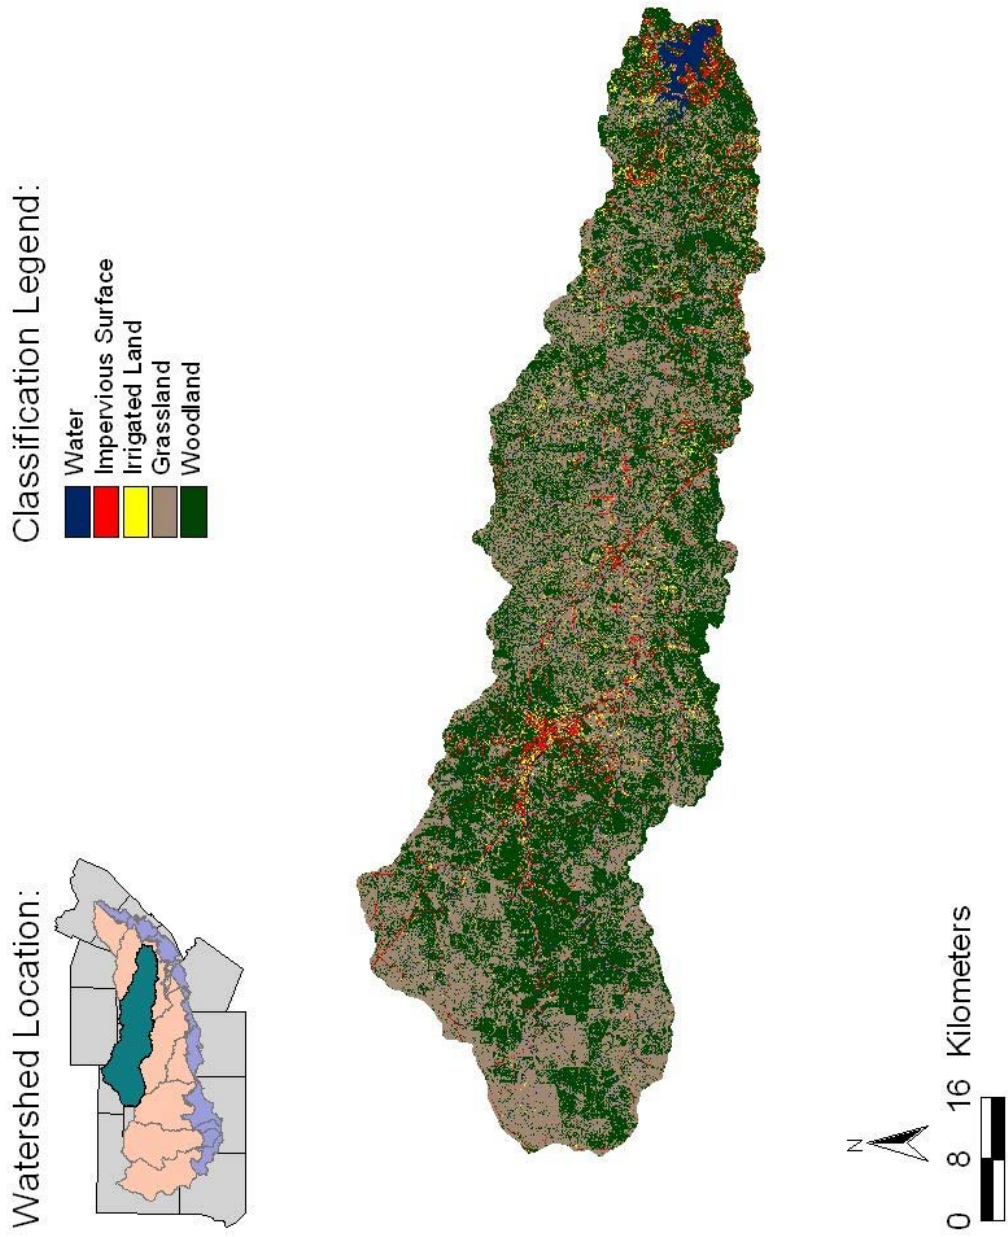 Classification Legend:
Water
Impervious Surface
Irrigated Land
Grassland
Woodland
Watershed Location:
N
0 8 16 Kilometers